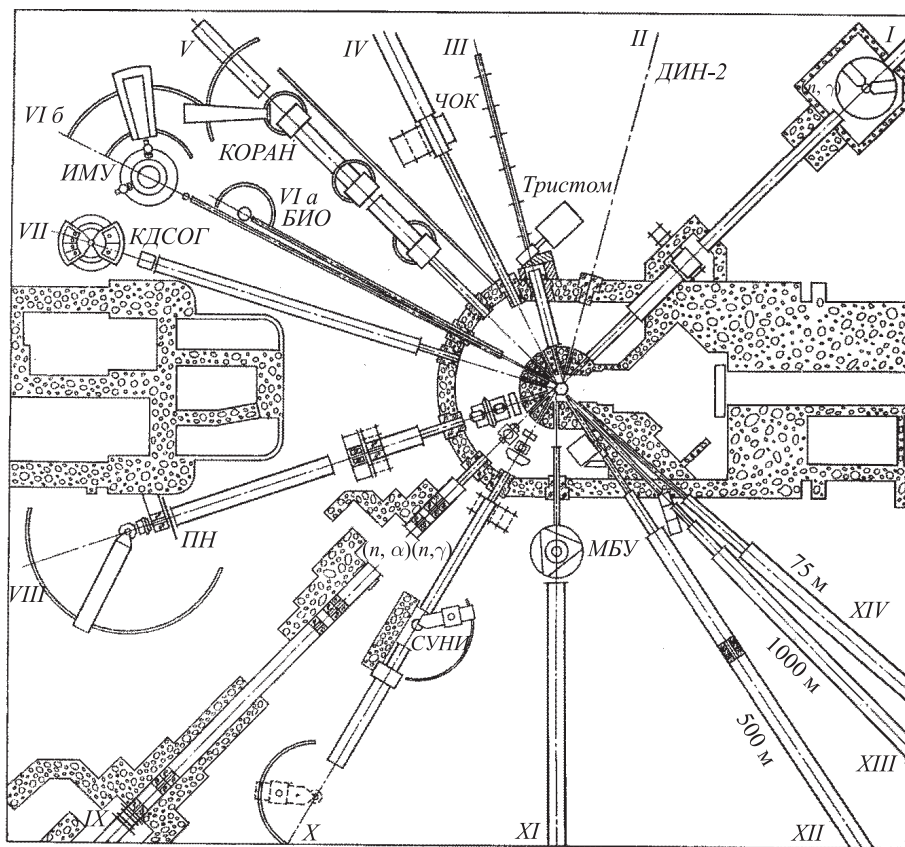 V
IV
III
II
I
ДИН-2
(n, γ)
ЧОК
VI б
КОРАН
ИМУ
VI a
БИО
Тристом
VII
КДСОГ
(n, α)(n,γ)
МБУ
ПН
VIII
75 м
XIV
СУНИ
1000 м
500 м
XIII
IX
X
XI
XII